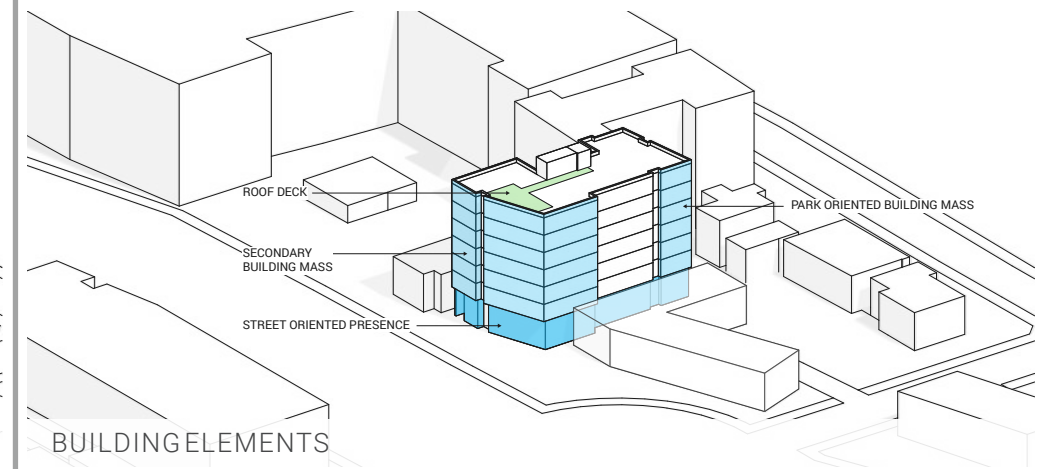 ROOF DECK
PARK ORIENTED BUILDING MASS
SECONDARY
BUILDING MASS
STREET ORIENTED PRESENCE
BUILDING ELEMENTS